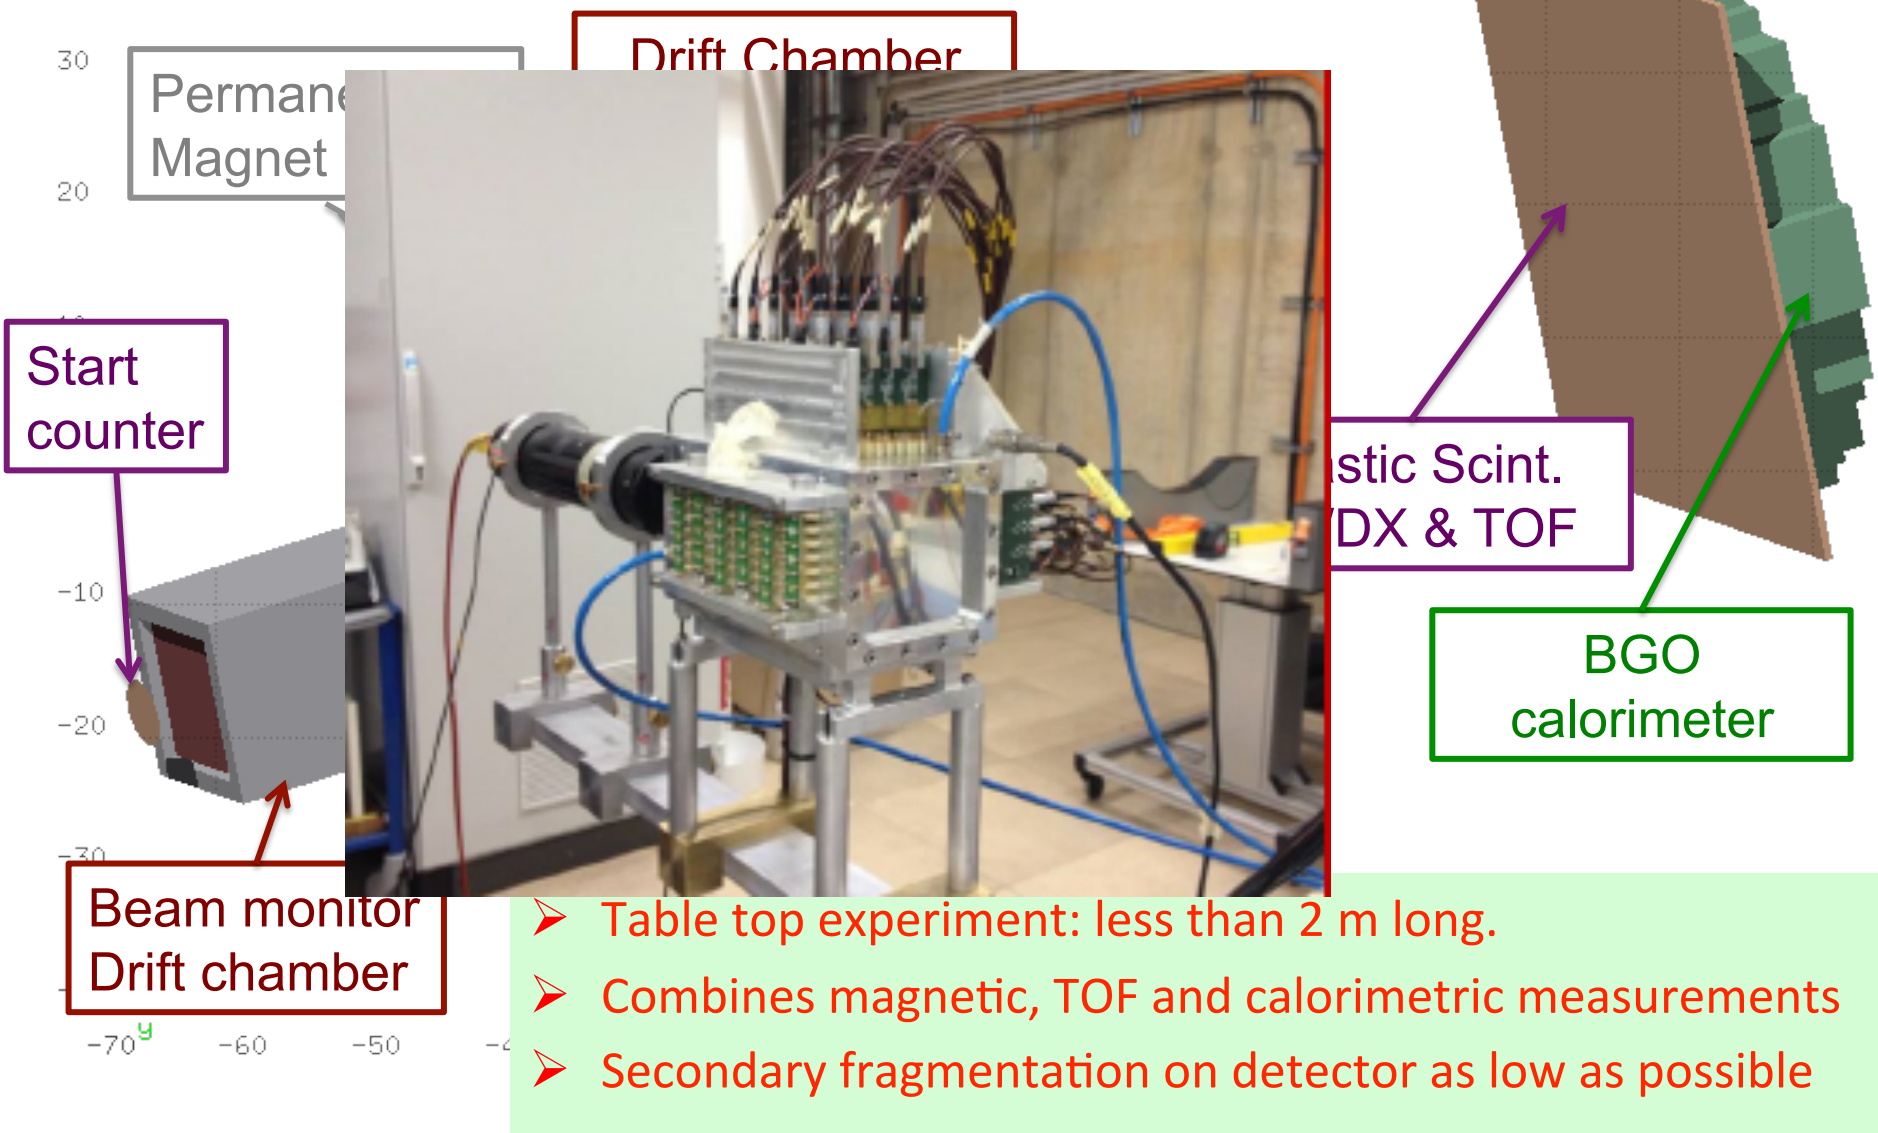 Drift Chamber
30
Magnet
20
Start
counter
stic Scint.
DX & TOF
-10
BGO
calorimeter
-20
-30
Beam monitor
Drift chamber
➢ Table top experiment: less than 2 m long.
➢ Combines magnetic, TOF and calorimetric measurements
➢ Secondary fragmentation on detector as low as possible
y
-70 -60 -50